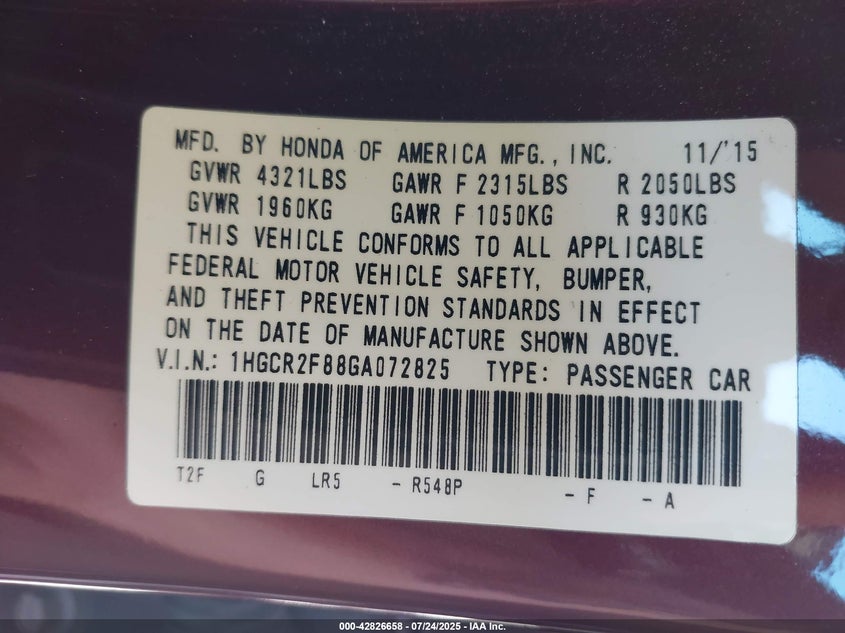 MFD. BY HONDA OF AMERICA MFG., INC. 11/'15
GVWR 4321LBS GAWR F 2315LBS R 2050LBS
GVWR 1960KG GAWR F 1050KG R 930KG
THIS VEHICLE CONFORMS TO ALL APPLICABLE
FEDERAL MOTOR VEHICLE SAFETY, BUMPER,
AND THEFT PREVENTION STANDARDS IN EFFECT
ON THE DATE OF MANUFACTURE SHOWN ABOVE.
V.I.N.: 1HGCR2F88GA072825 TYPE: PASSENGER CAR
T2F G LR5 - R548P - F - A
000-42826658 - 07/24/2025 - IAA Inc.